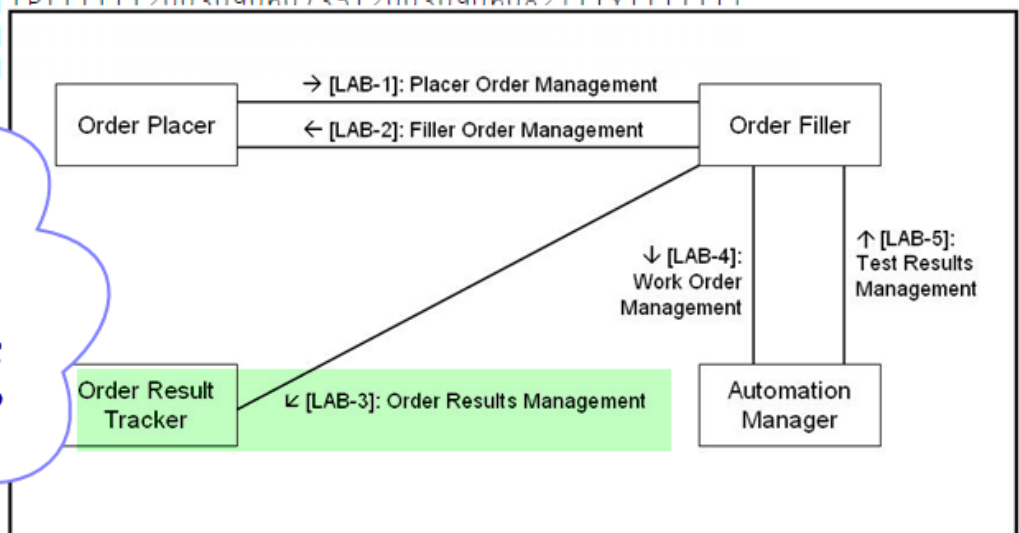 → [LAB-1]: Placer Order Management
Order Placer
← [LAB-2]: Filler Order Management
Order Filler
↓ [LAB-4]:
Work Order
Management
↑ [LAB-5]:
Test Results
Management
Order Result
Tracker
↙ [LAB-3]: Order Results Management
Automation
Manager